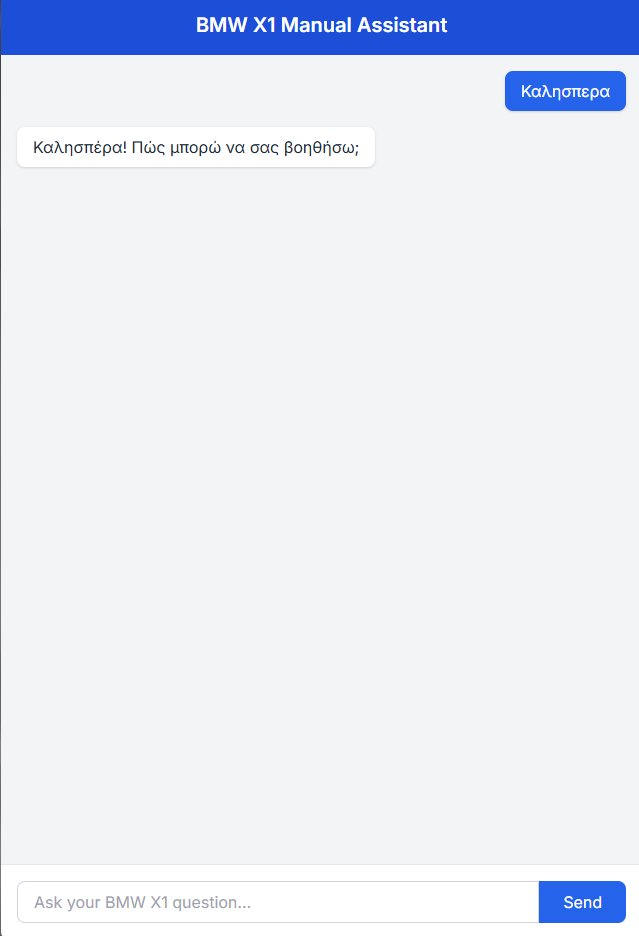 BMW X1 Manual Assistant
Καλησπερα
Καλησπέρα! Πώς μπορώ να σας βοηθήσω;
Ask your BMW X1 question...
Send